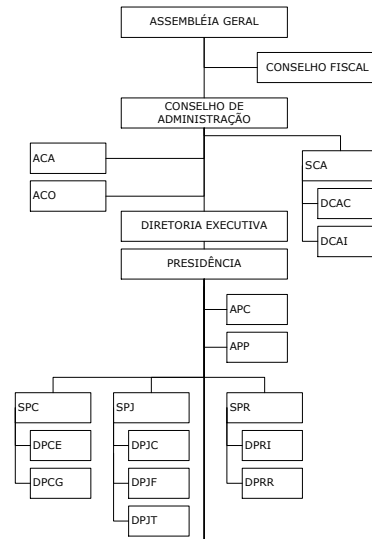 ASSEMBLÉIA GERAL
CONSELHO FISCAL
CONSELHO DE
ADMINISTRAÇÃO
ACA
SCA
ACO
DCAC
DIRETORIA EXECUTIVA
DCAI
PRESIDÊNCIA
APC
APP
SPC
SPJ
SPR
DPCE
DPJC
DPRI
DPCG
DPJF
DPRR
DPJT